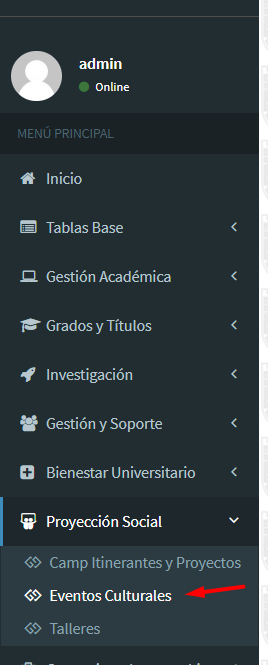 admin
Online
MENÚ PRINCIPAL
Inicio
Tablas Base
Gestión Académica
Grados y Títulos
Investigación
Gestión y Soporte
Bienestar Universitario
Proyección Social
Camp Itinerantes y Proyectos
Eventos Culturales
Talleres